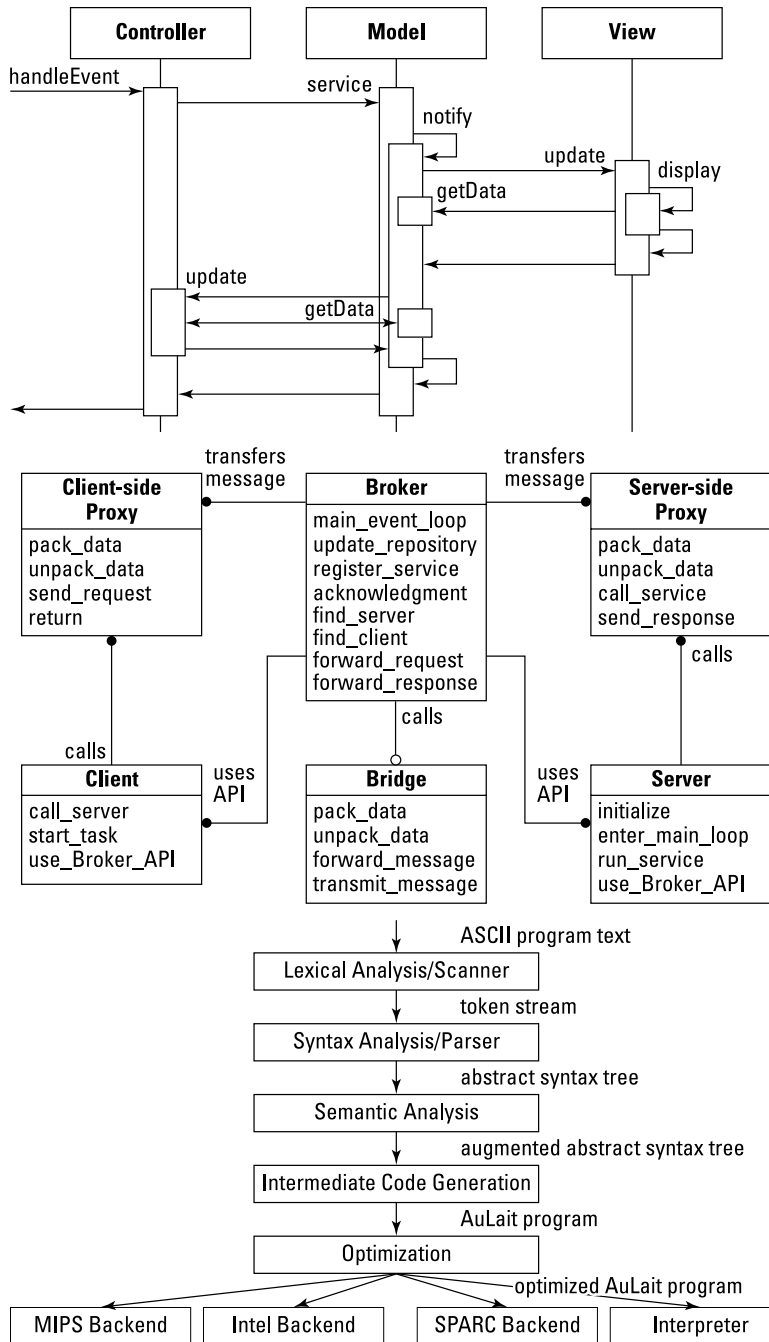 Controller
Model
View
handleEvent
service
notify
update
display
getData
update
getData
transfers
message
transfers
message
Client-side
Proxy
pack_data
unpack_data
send_request
return
Broker
main_event_loop
update_repository
register_service
acknowledgment
find_server
find_client
forward_request
forward_response
Server-side
Proxy
pack_data
unpack_data
call_service
send_response
calls
calls
calls
uses
API
uses
API
Client
call_server
start_task
use_Broker_API
Bridge
pack_data
unpack_data
forward_message
transmit_message
Server
initialize
enter_main_loop
run_service
use_Broker_API
ASCII program text
Lexical Analysis/Scanner
token stream
Syntax Analysis/Parser
abstract syntax tree
Semantic Analysis
augmented abstract syntax tree
Intermediate Code Generation
AuLait program
Optimization
optimized AuLait program
MIPS Backend
Intel Backend
SPARC Backend
Interpreter